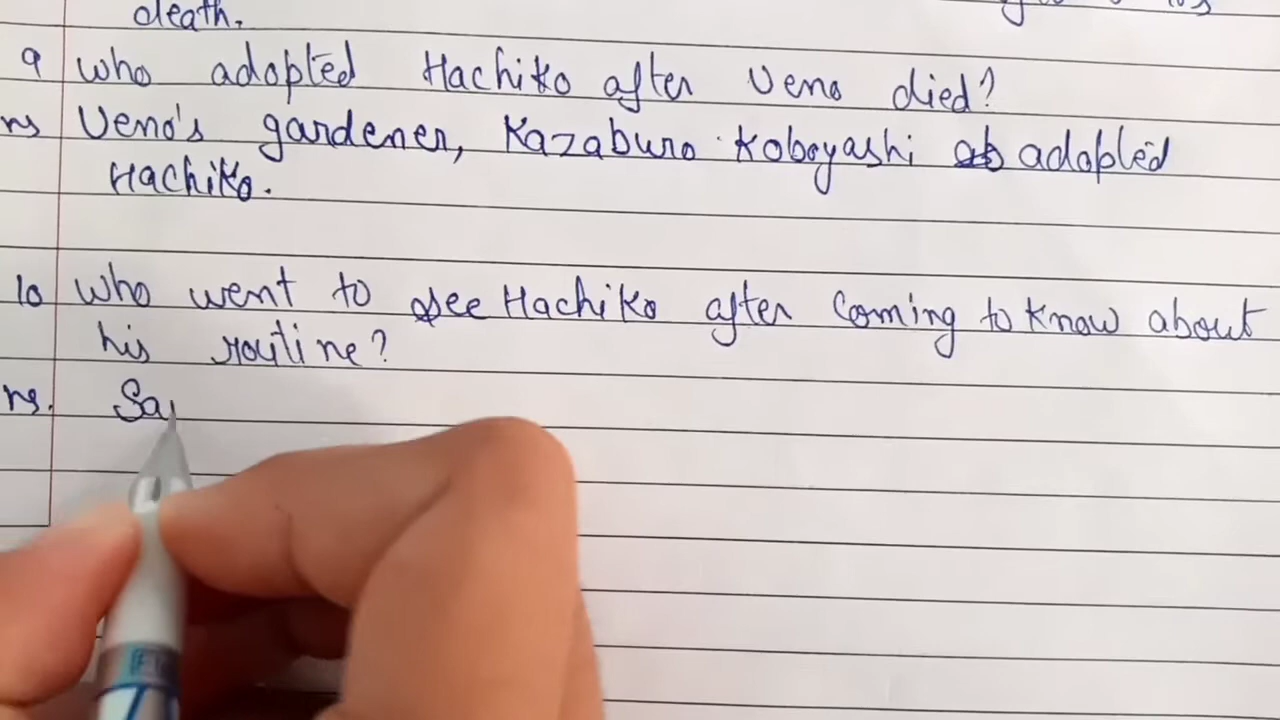 death.
9 Who adopted Hachiko after Ueno died?
ns Ueno's gardener, Kazaburo Koboyashi adopted
Hachiko.
10 Who went to see Hachiko after Coming to know about
his routine?
ns. Sa